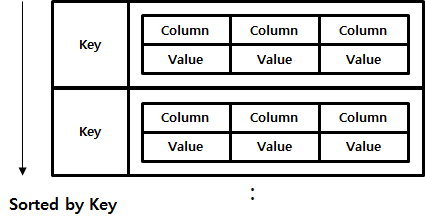 Key
Column Column Column
Value Value Value
Key
Column Column Column
Value Value Value
:
Sorted by Key